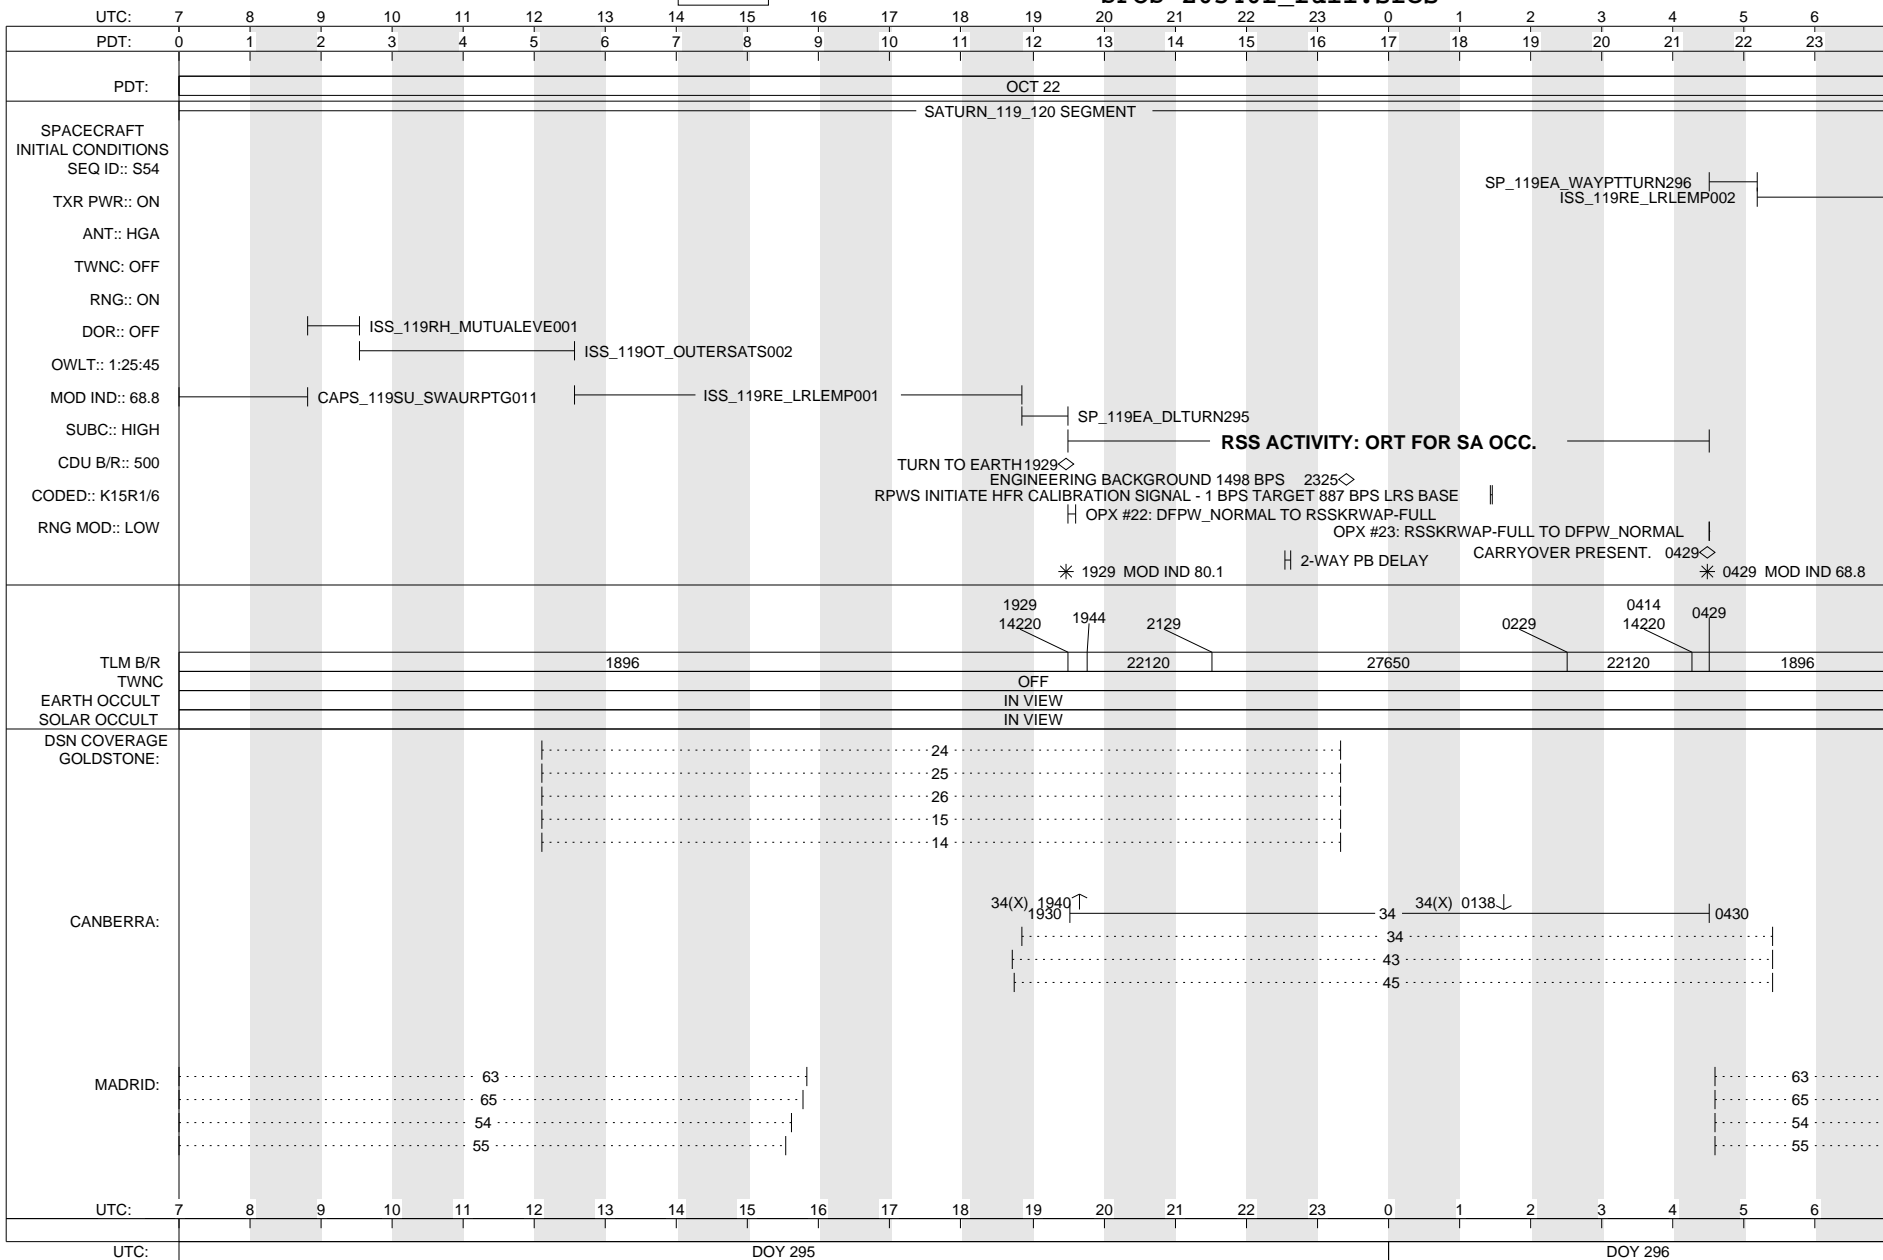 UTC: 7 8 9 10 11 12 13 14 15 16 17 18 19 20 21 22 23 0 1 2 3 4 5 6
PDT: 0 1 2 3 4 5 6 7 8 9 10 11 12 13 14 15 16 17 18 19 20 21 22 23
PDT: OCT 22
SATURN_119_120 SEGMENT
SPACECRAFT
INITIAL CONDITIONS
SEQ ID:: S54
SP_119EA_WAYPTTURN296
ISS_119RE_LRLEMP002
TXR PWR:: ON
ANT:: HGA
TWNC: OFF
RNG:: ON
ISS_119RH_MUTUALEVE001
DOR:: OFF
ISS_119OT_OUTERSATS002
OWLT:: 1:25:45
MOD IND:: 68.8
CAPS_119SU_SWAURPTG011
ISS_119RE_LRLEMP001
SP_119EA_DLTURN295
SUBC:: HIGH
RSS ACTIVITY: ORT FOR SA OCC.
CDU B/R:: 500
TURN TO EARTH 1929
ENGINEERING BACKGROUND 1498 BPS 2325
CODED:: K15R1/6
RPWS INITIATE HFR CALIBRATION SIGNAL - 1 BPS TARGET 887 BPS LRS BASE
OPX #22: DFPW_NORMAL TO RSSKRWAP-FULL
RNG MOD:: LOW
OPX #23: RSSKRWAP-FULL TO DFPW_NORMAL
CARRYOVER PRESENT. 0429
2-WAY PB DELAY
1929 MOD IND 80.1
0429 MOD IND 68.8
1929 0414
14220 1944 2129 0229 14220 0429
TLM B/R 1896 22120 27650 22120 1896
TWNC OFF
EARTH OCCULT IN VIEW
SOLAR OCCULT IN VIEW
DSN COVERAGE
GOLDSTONE:
24
25
26
15
14
CANBERRA:
34(X) 1940 34(X) 0138
1930 34 0430
34
43
45
MADRID:
63 63
65 65
54 54
55 55
UTC: 7 8 9 10 11 12 13 14 15 16 17 18 19 20 21 22 23 0 1 2 3 4 5 6
UTC: DOY 295 DOY 296